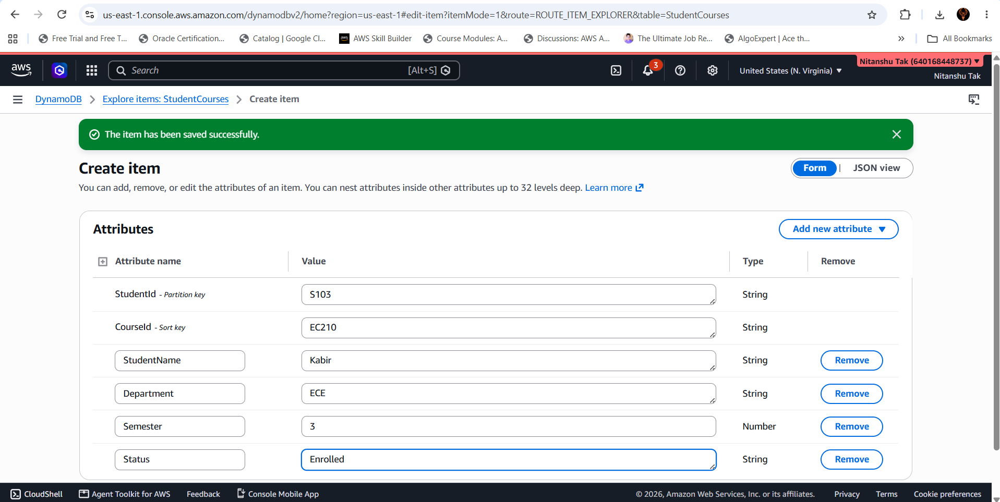 us-east-1.console.aws.amazon.com/dynamodbv2/home?region=us-east-1#edit-item?itemMode=1&route=ROUTE_ITEM_EXPLORER&table=StudentCourses
Free Trial and Free T... Oracle Certification... Catalog | Google Cl... aws AWS Skill Builder Course Modules: A... Discussions: AWS A... The Ultimate Job Re... AlgoExpert | Ace th... » All Bookmarks
aws Search [Alt+S] 3 United States (N. Virginia) ▼ Nitanshu Tak (640168448737) ▼
Nitanshu Tak
DynamoDB > Explore items: StudentCourses > Create item
The item has been saved successfully.
Create item Form | JSON view
You can add, remove, or edit the attributes of an item. You can nest attributes inside other attributes up to 32 levels deep. Learn more
Attributes Add new attribute ▼
Attribute name Value Type Remove
StudentId - Partition key S103 String
CourseId - Sort key EC210 String
StudentName Kabir String Remove
Department ECE String Remove
Semester 3 Number Remove
Status Enrolled String Remove
CloudShell Agent Toolkit for AWS Feedback Console Mobile App © 2026, Amazon Web Services, Inc. or its affiliates. Privacy Terms Cookie preferences